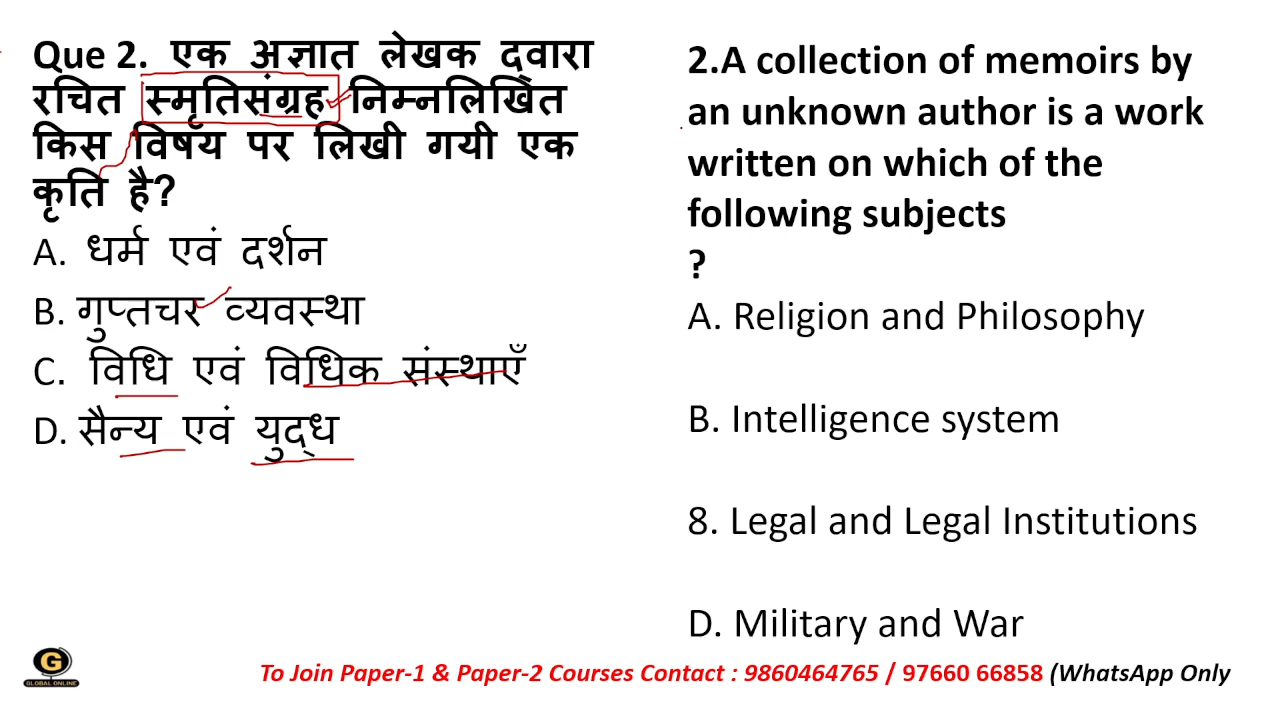 Que 2. एक अज्ञात लेखक द्वारा
रचित स्मृतिसंग्रह निम्नलिखित
किस विषय पर लिखी गयी एक
कृति है?
A. धर्म एवं दर्शन
B. गुप्तचर व्यवस्था
C. विधि एवं विधिक संस्थाएँ
D. सैन्य एवं युद्ध
2.A collection of memoirs by
an unknown author is a work
written on which of the
following subjects
?
A. Religion and Philosophy
B. Intelligence system
8. Legal and Legal Institutions
D. Military and War
G
GLOBAL ONLINE
To Join Paper-1 & Paper-2 Courses Contact : 9860464765 / 97660 66858 (WhatsApp Only